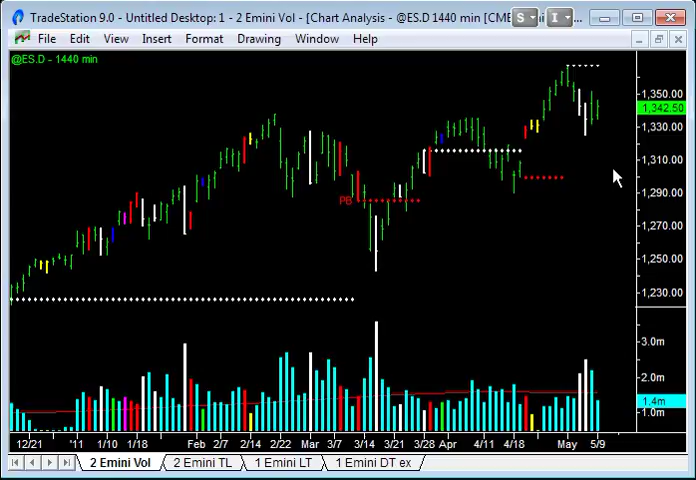 TradeStation 9.0 - Untitled Desktop: 1 - 2 Emini Vol - [Chart Analysis - @ES.D 1440 min [CME
S I
File Edit View Insert Format Drawing Window Help
@ES.D - 1440 min
1,350.00
1,342.50
1,330.00
1,310.00
1,290.00
PB
1,270.00
1,250.00
1,230.00
3.0m
2.0m
1.4m
1.0m
12/21 '11 1/10 1/18 Feb 2/7 2/14 2/22 Mar 3/7 3/14 3/21 3/28 Apr 4/11 4/18 May 5/9
2 Emini Vol 2 Emini TL 1 Emini LT 1 Emini DT ex